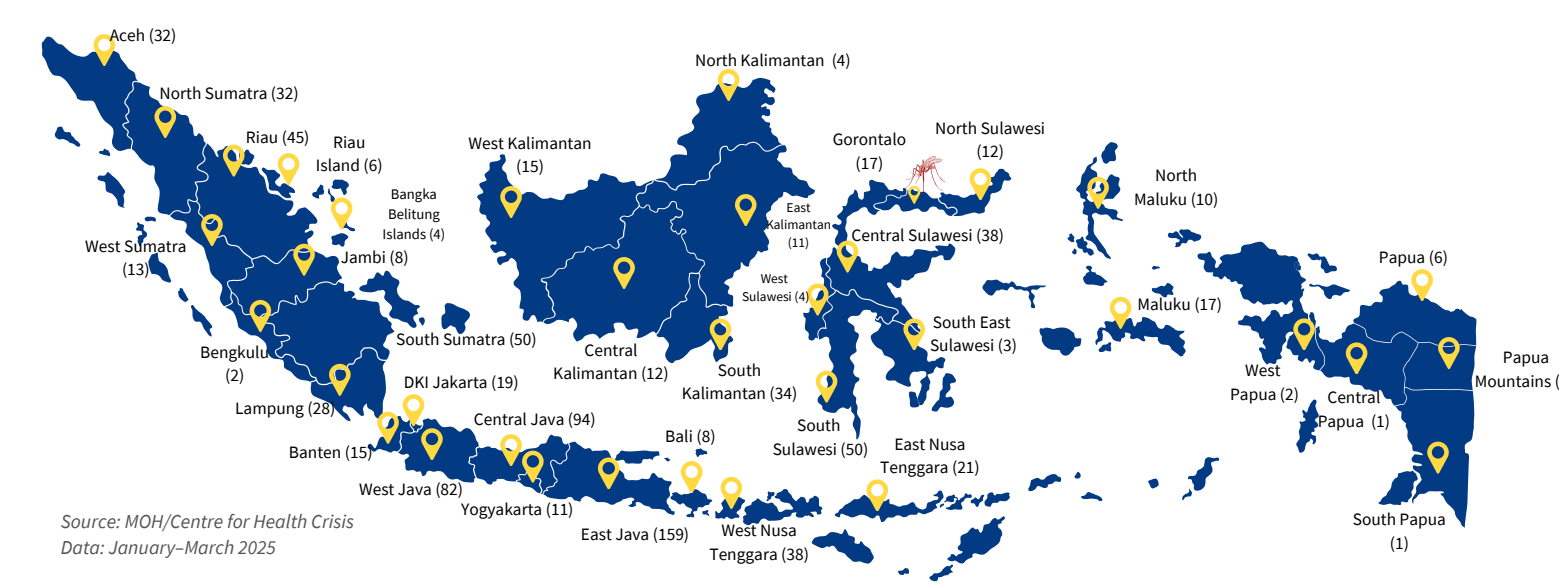 Aceh (32)
North Sumatra (32)
Riau (45)
Riau
Island (6)
Bangka
Belitung
Islands (4)
West Sumatra
(13)
Jambi (8)
South Sumatra (50)
Bengkulu
(2)
Lampung (28)
DKI Jakarta (19)
Banten (15)
Central Java (94)
West Java (82)
Yogyakarta (11)
East Java (159)
Bali (8)
West Nusa
Tenggara (38)
East Nusa
Tenggara (21)
North Kalimantan (4)
West Kalimantan
(15)
East
Kalimantan
(11)
Central
Kalimantan (12)
South
Kalimantan (34)
Gorontalo
(17)
North Sulawesi
(12)
Central Sulawesi (38)
West
Sulawesi (4)
South East
Sulawesi (3)
South
Sulawesi (50)
North
Maluku (10)
Maluku (17)
Papua (6)
West
Papua (2)
Central
Papua (1)
Papua
Mountains (
South Papua
(1)
Source: MOH/Centre for Health Crisis
Data: January–March 2025